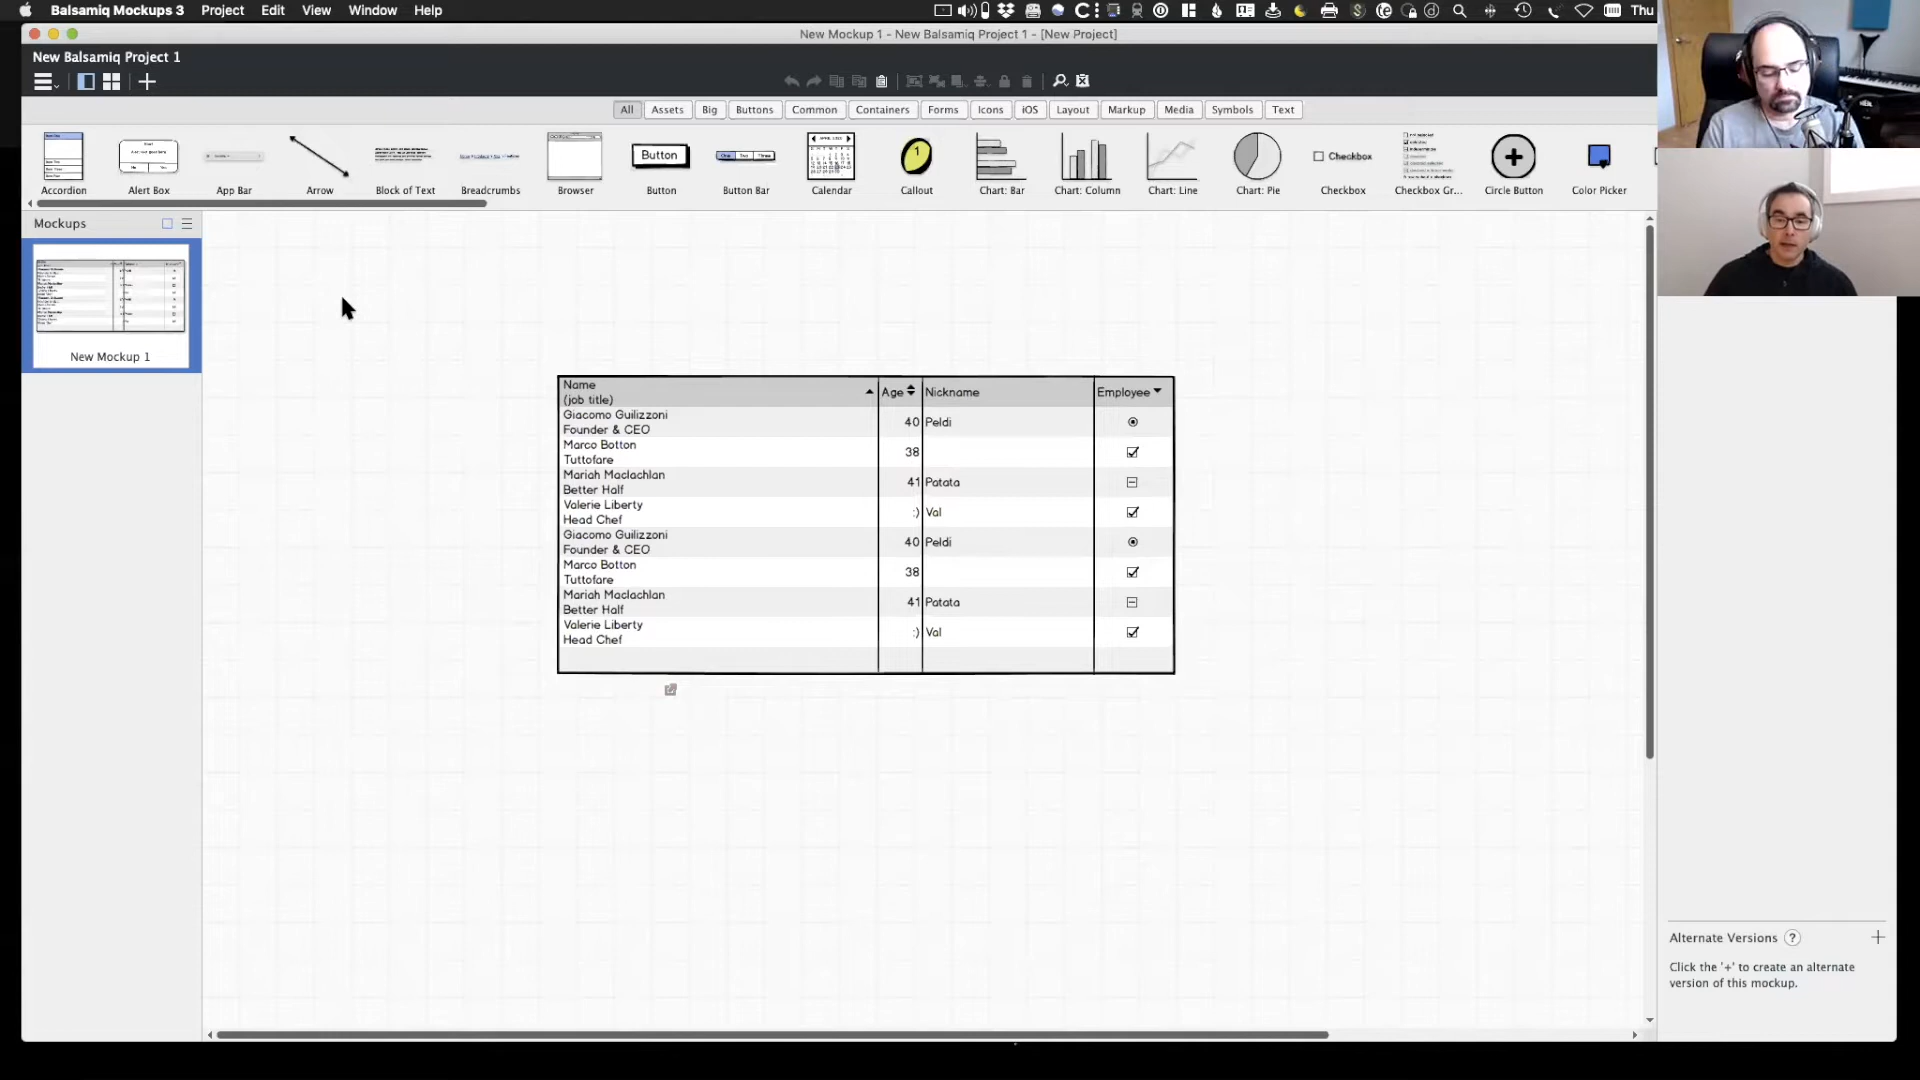 Balsamiq Mockups 3 Project Edit View Window Help Thu
New Mockup 1 - New Balsamiq Project 1 - [New Project]
New Balsamiq Project 1
All Assets Big Buttons Common Containers Forms Icons iOS Layout Markup Media Symbols Text
Button
1
Checkbox
Accordion Alert Box App Bar Arrow Block of Text Breadcrumbs Browser Button Button Bar Calendar Callout Chart: Bar Chart: Column Chart: Line Chart: Pie Checkbox Checkbox Gr... Circle Button Color Picker
Mockups
New Mockup 1
Name
(job title) Age Nickname Employee
Giacomo Guilizzoni
Founder & CEO 40 Peldi
Marco Botton
Tuttofare 38
Mariah Maclachlan
Better Half 41 Patata
Valerie Liberty
Head Chef :) Val
Giacomo Guilizzoni
Founder & CEO 40 Peldi
Marco Botton
Tuttofare 38
Mariah Maclachlan
Better Half 41 Patata
Valerie Liberty
Head Chef :) Val
Alternate Versions ?
Click the '+' to create an alternate
version of this mockup.